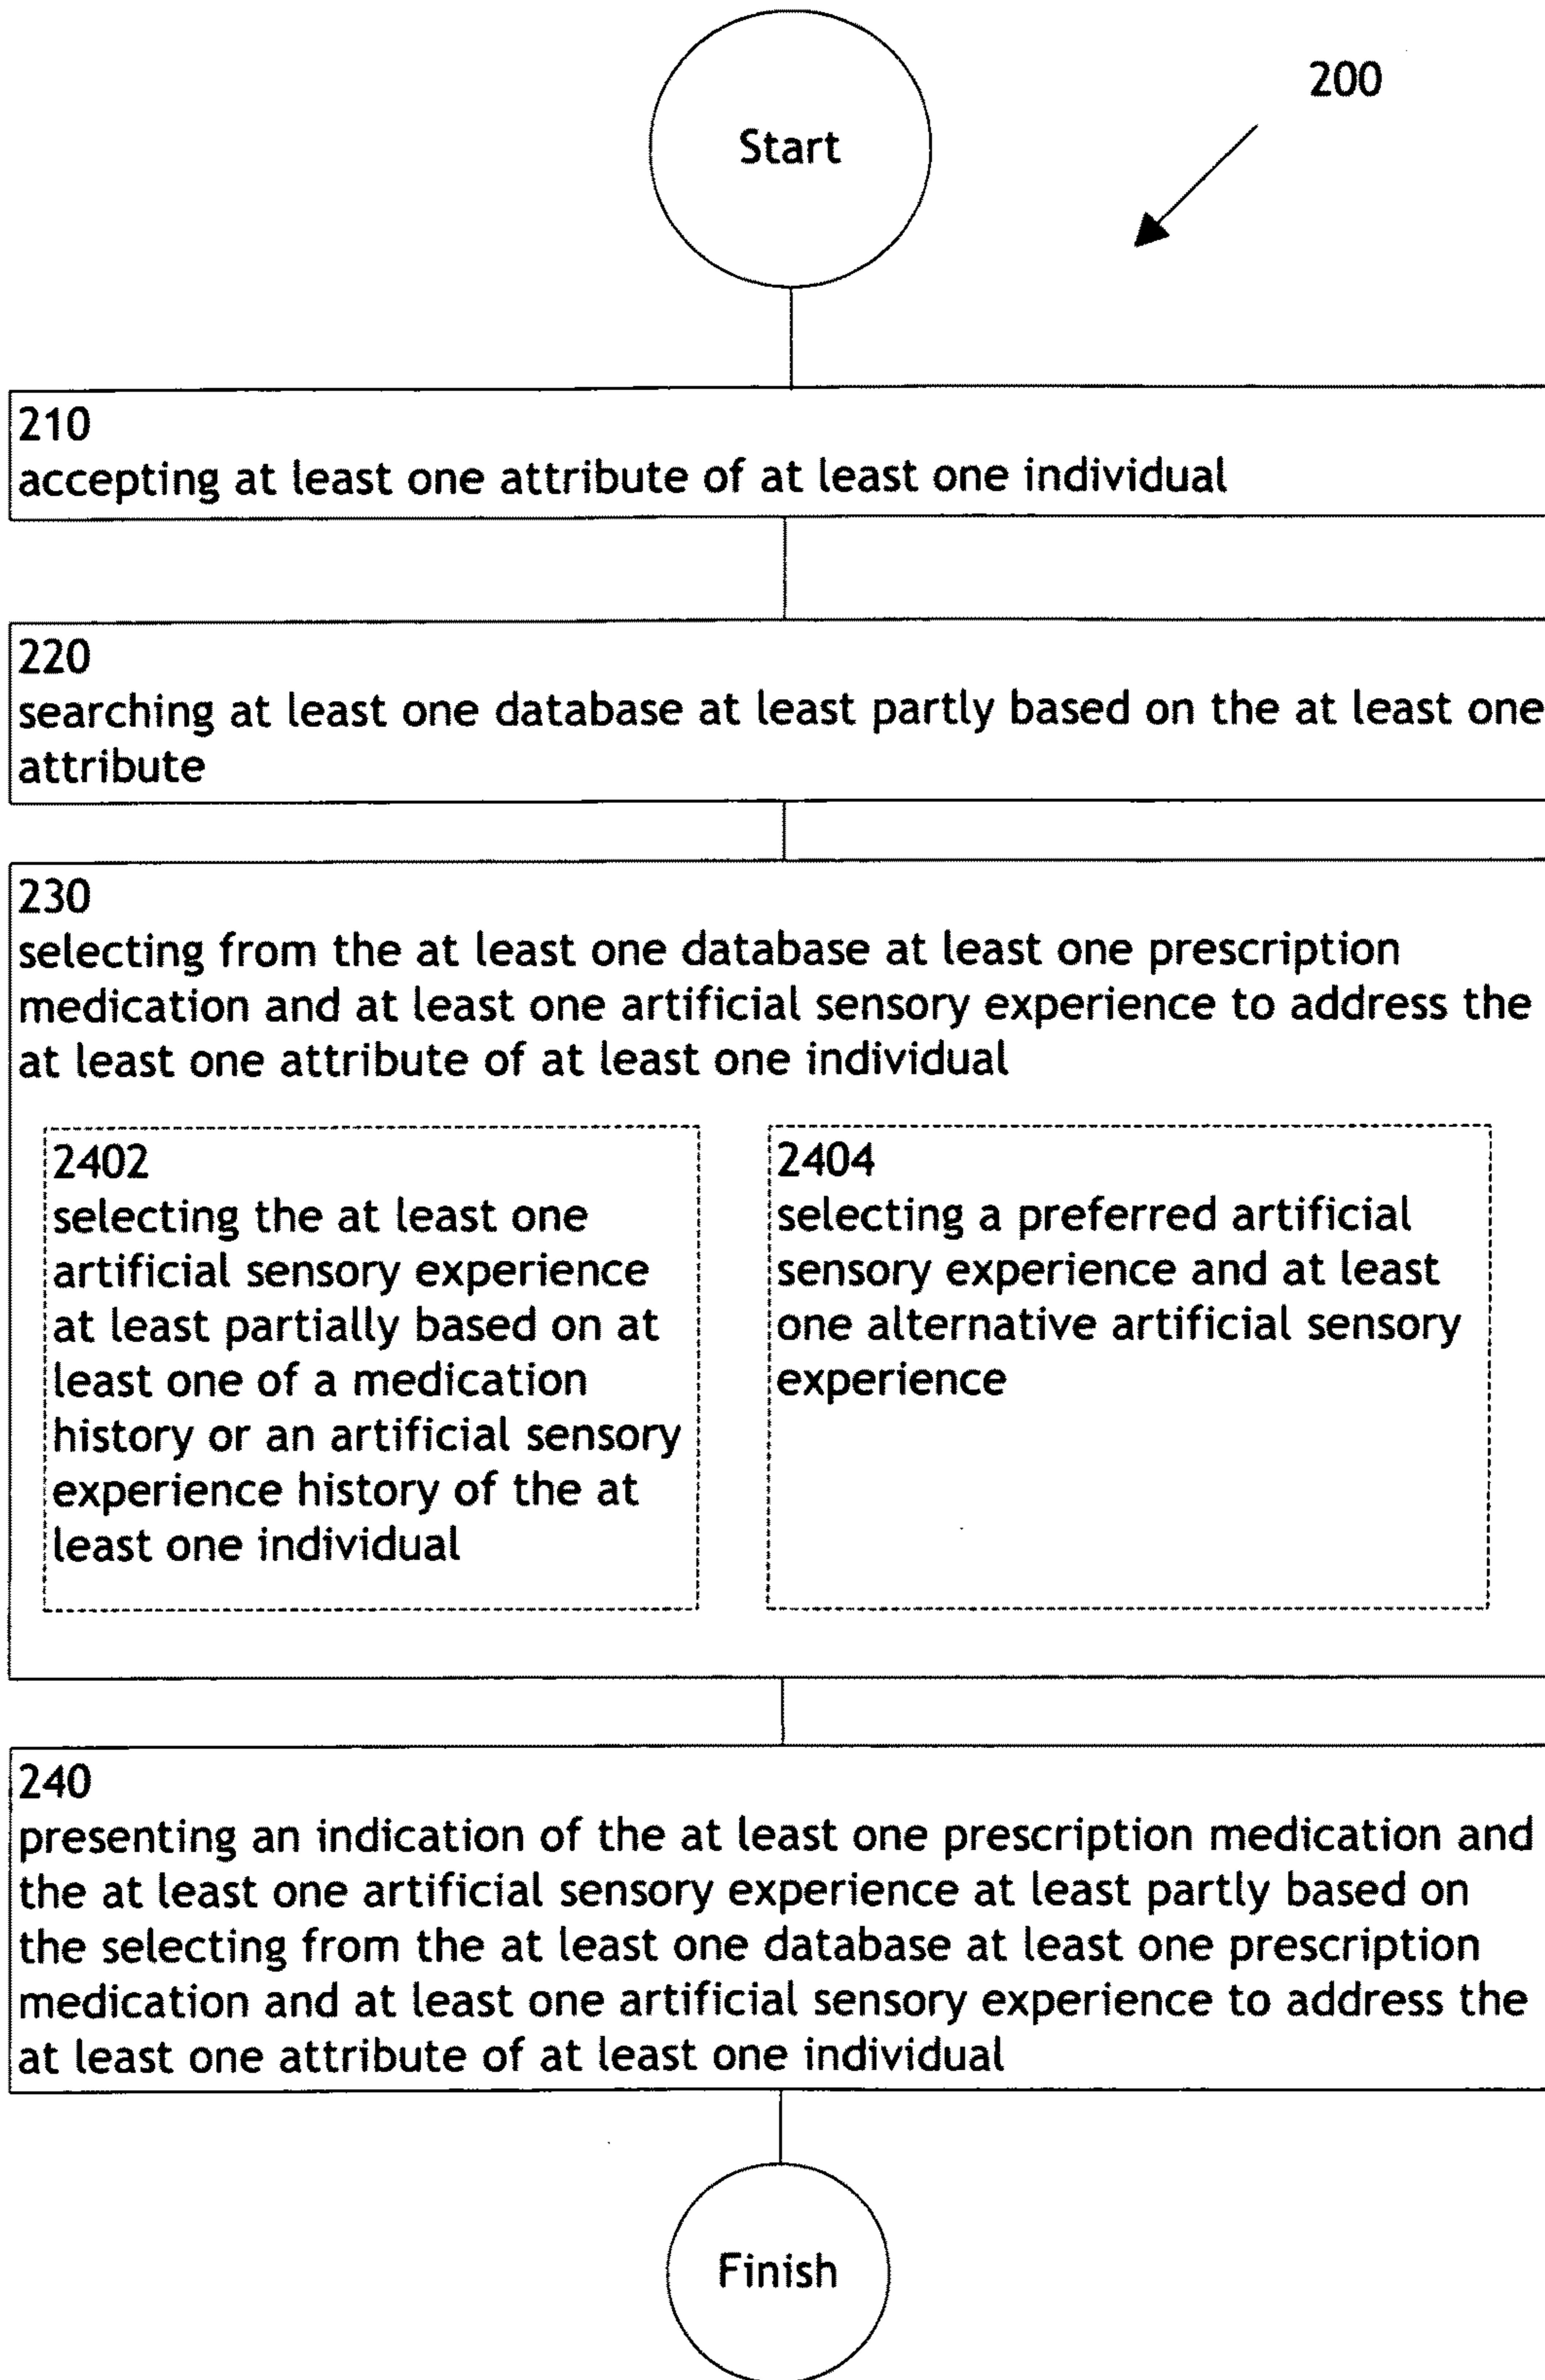 Start
200
210
accepting at least one attribute of at least one individual
220
searching at least one database at least partly based on the at least one
attribute
230
selecting from the at least one database at least one prescription
medication and at least one artificial sensory experience to address the
at least one attribute of at least one individual
2402
selecting the at least one
artificial sensory experience
at least partially based on at
least one of a medication
history or an artificial sensory
experience history of the at
least one individual
2404
selecting a preferred artificial
sensory experience and at least
one alternative artificial sensory
experience
240
presenting an indication of the at least one prescription medication and
the at least one artificial sensory experience at least partly based on
the selecting from the at least one database at least one prescription
medication and at least one artificial sensory experience to address the
at least one attribute of at least one individual
Finish